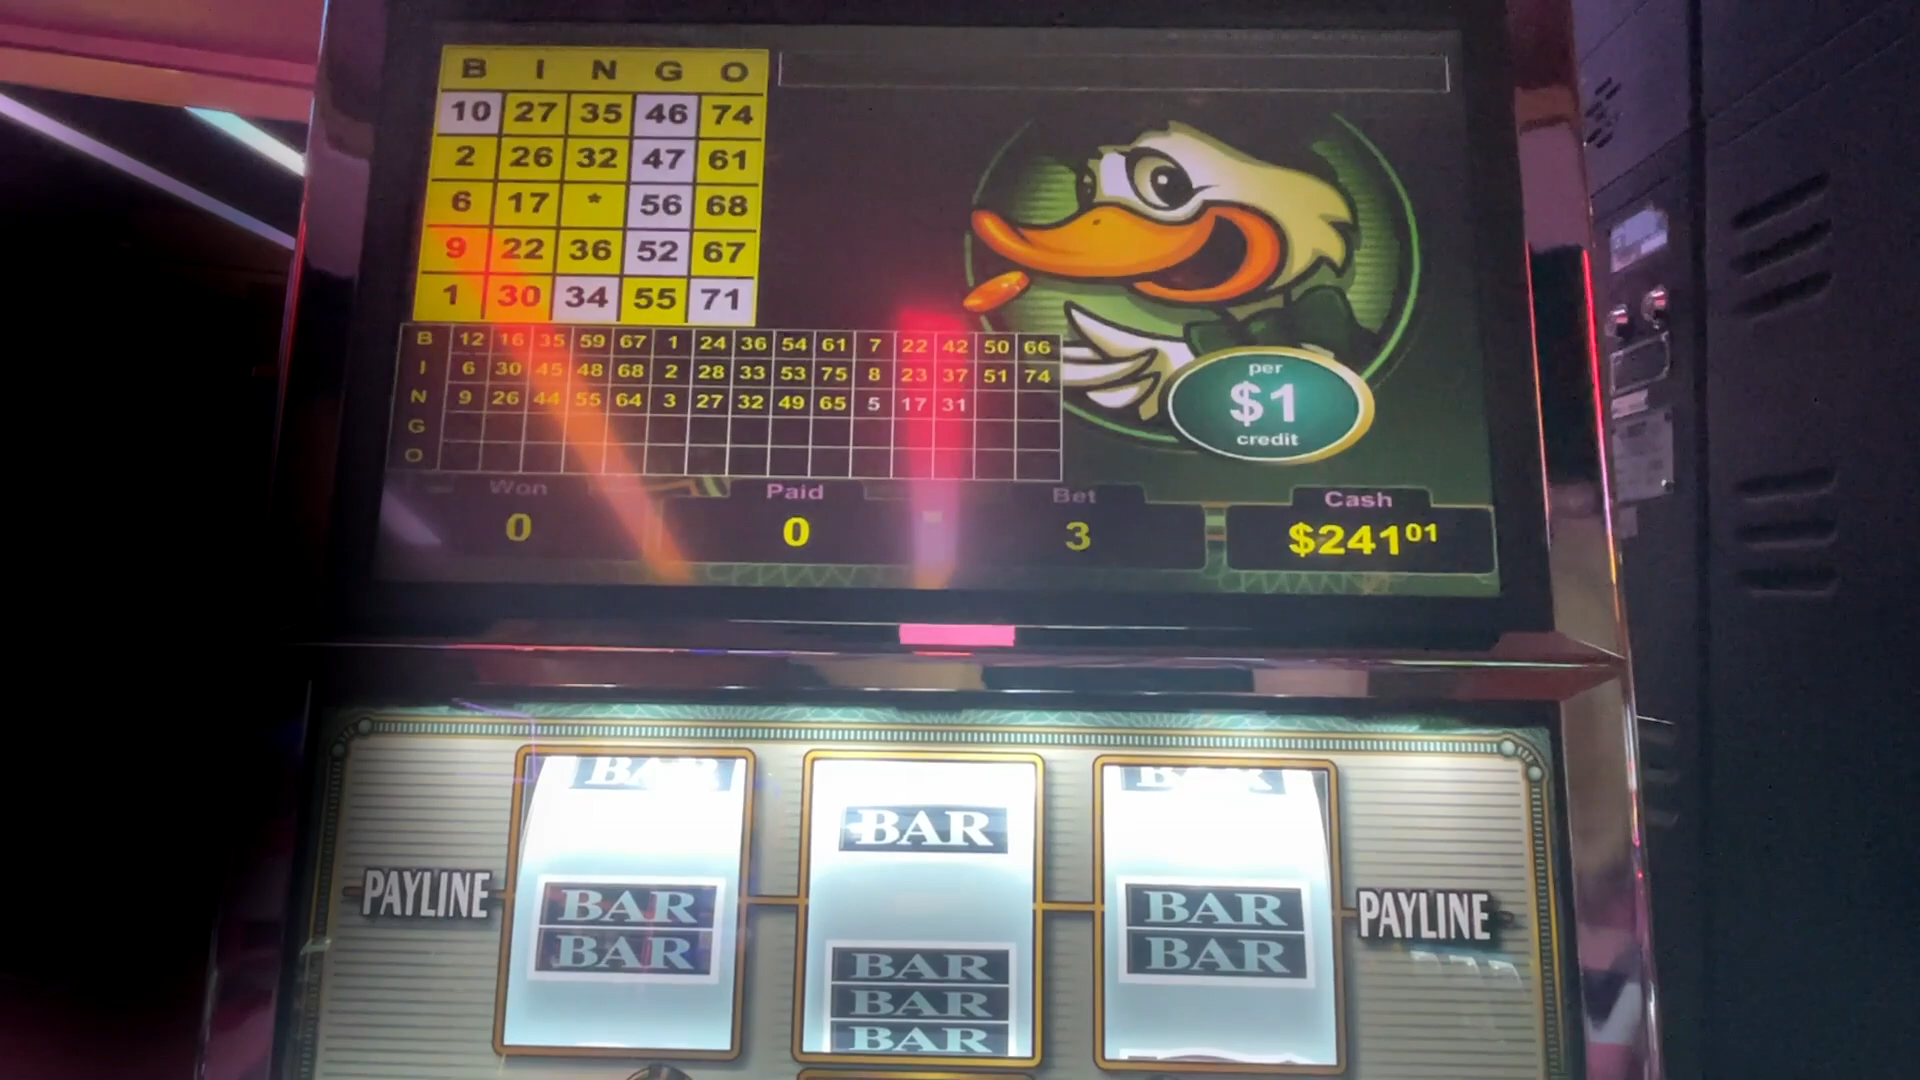 B I N G O
10 27 35 46 74
2 26 32 47 61
6 17 * 56 68
9 22 36 52 67
1 30 34 55 71
B 12 16 35 59 67 1 24 36 54 61 7 22 42 50 66
I 6 30 45 48 68 2 28 33 53 75 8 23 37 51 74
N 9 26 44 55 64 3 27 32 49 65 5 17 31
G
O
per
$1
credit
Won Paid Bet Cash
0 0 3 $241 01
BAR BAR
BAR
PAYLINE BAR BAR PAYLINE
BAR BAR
BAR
BAR
BAR